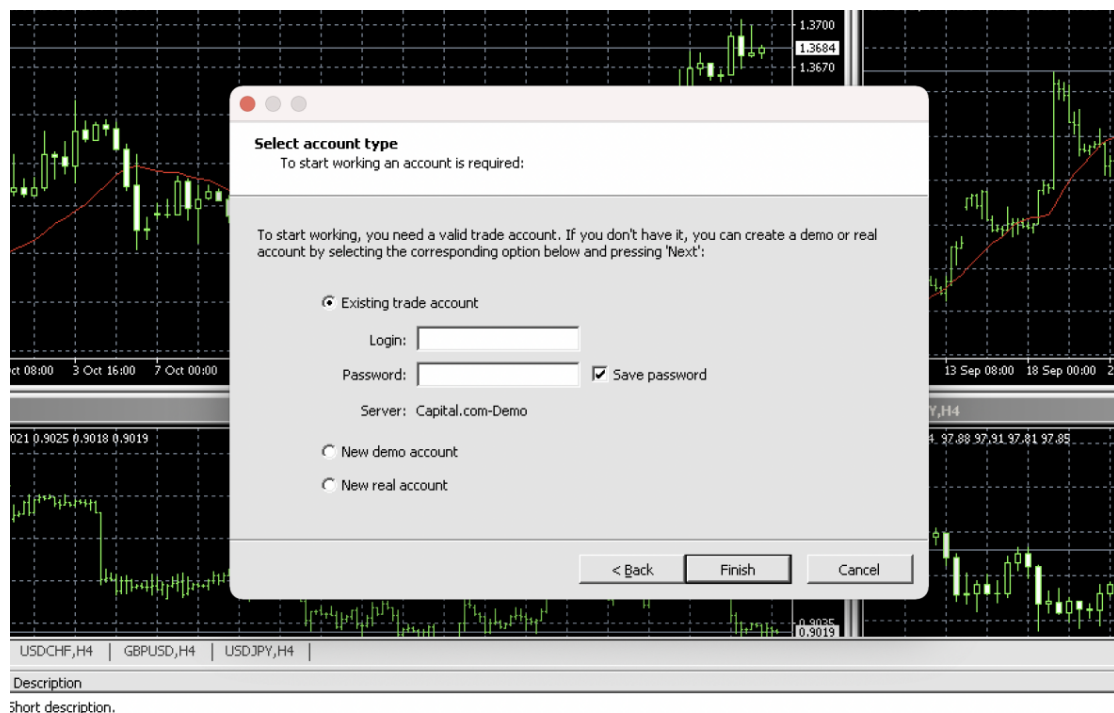 1.3700
1.3684
1.3670
Select account type
To start working an account is required:
To start working, you need a valid trade account. If you don't have it, you can create a demo or real
account by selecting the corresponding option below and pressing 'Next':
Existing trade account
Login:
Password:
Save password
Server: Capital.com-Demo
New demo account
New real account
< Back
Finish
Cancel
08:00 3 Oct 16:00 7 Oct 00:00
13 Sep 08:00 18 Sep 00:00 2
Y,H4
021 0.9025 0.9018 0.9019
97.88 97.91 97.81 97.85
0.9025
0.9019
USDCHF,H4 | GBPUSD,H4 | USDJPY,H4 |
Description
Short description.